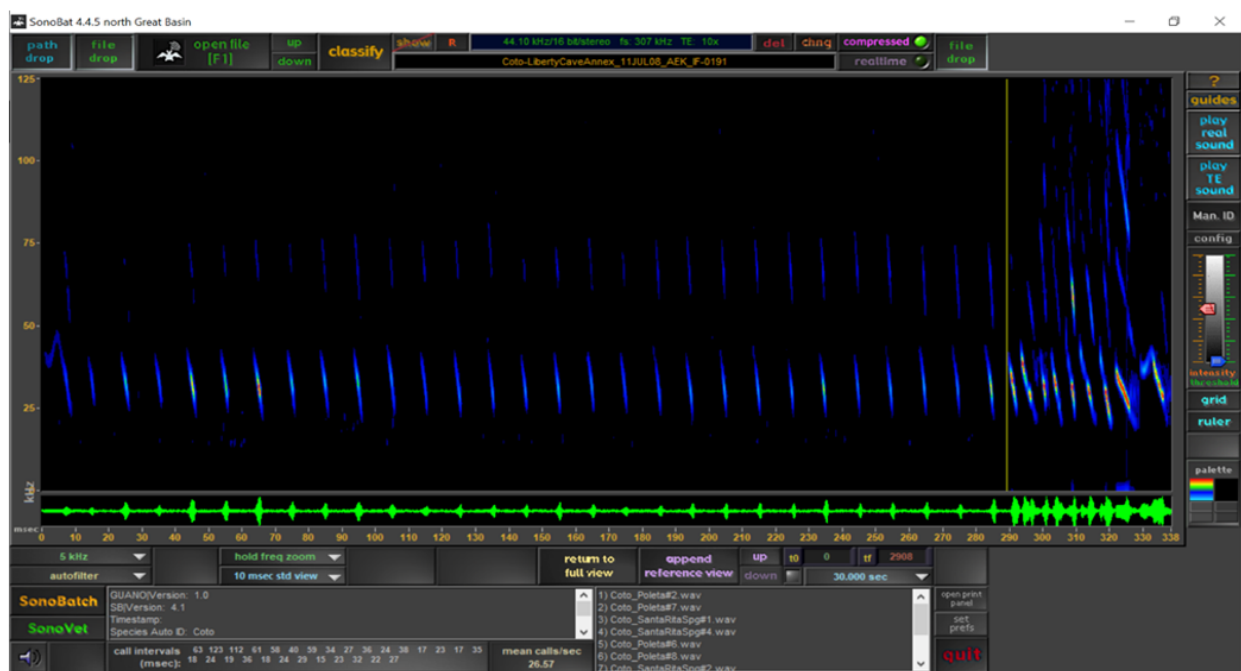 SonoBat 4.4.5 north Great Basin
path drop
file drop
open file [F1]
up
down
classify
show
R
44.10 kHz/16 bit/stereo fs: 307 kHz TE: 10x
Coto-LibertyCaveAnnex_11JUL08_AEK_IF-0191
del
chng
compressed
realtime
file drop
125-
100-
75-
50-
25-
kHz
msec
0 10 20 30 40 50 60 70 80 90 100 110 120 130 140 150 160 170 180 190 200 210 220 230 240 250 260 270 280 290 300 310 320 338
?
guides
play real sound
play TE sound
Man. ID
config
intensity
threshold
grid
ruler
palette
5 kHz
autofilter
hold freq zoom
10 msec std view
return to full view
append reference view
up
down
t0 0 tf 2908
30.000 sec
SonoBatch
SonoVet
GUANO|Version: 1.0
SB|Version: 4.1
Timestamp:
Species Auto ID: Coto
1) Coto_Poleta#2.wav
2) Coto_Poleta#7.wav
3) Coto_SantaRitaSpg#1.wav
4) Coto_SantaRitaSpg#4.wav
5) Coto_Poleta#6.wav
6) Coto_Poleta#8.wav
7) Coto_SantaRitaSpg#2.wav
open print panel
set prefs
quit
call intervals (msec):
63 123 112 61 58 40 59 34 27 36 24 38 17 23 17 35
18 24 19 36 18 24 29 15 23 32 22 27
mean calls/sec
26.57